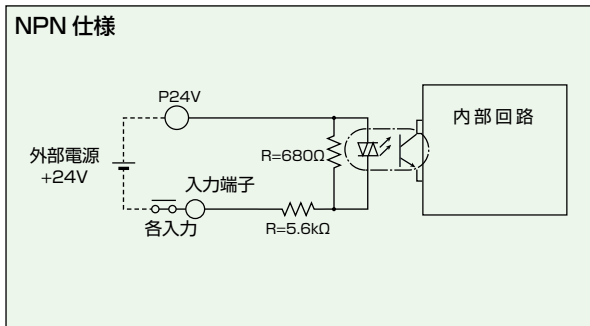 NPN 仕様
P24V
内部回路
外部電源
+24V
R=680Ω
入力端子
各入力
R=5.6kΩ